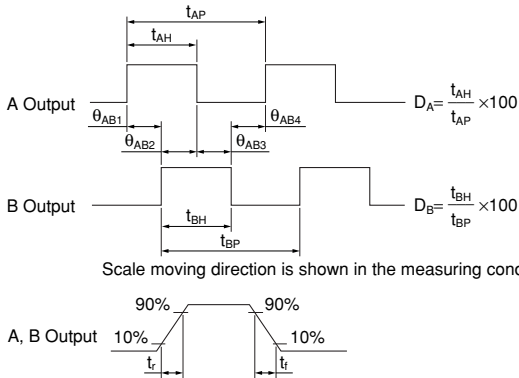 tAP
tAH
A Output
DA= tAH/tAP ×100
θAB1
θAB4
θAB2
θAB3
B Output
DB= tBH/tBP ×100
tBH
tBP
Scale moving direction is shown in the measuring
90%
90%
A, B Output
10%
10%
tr
tf